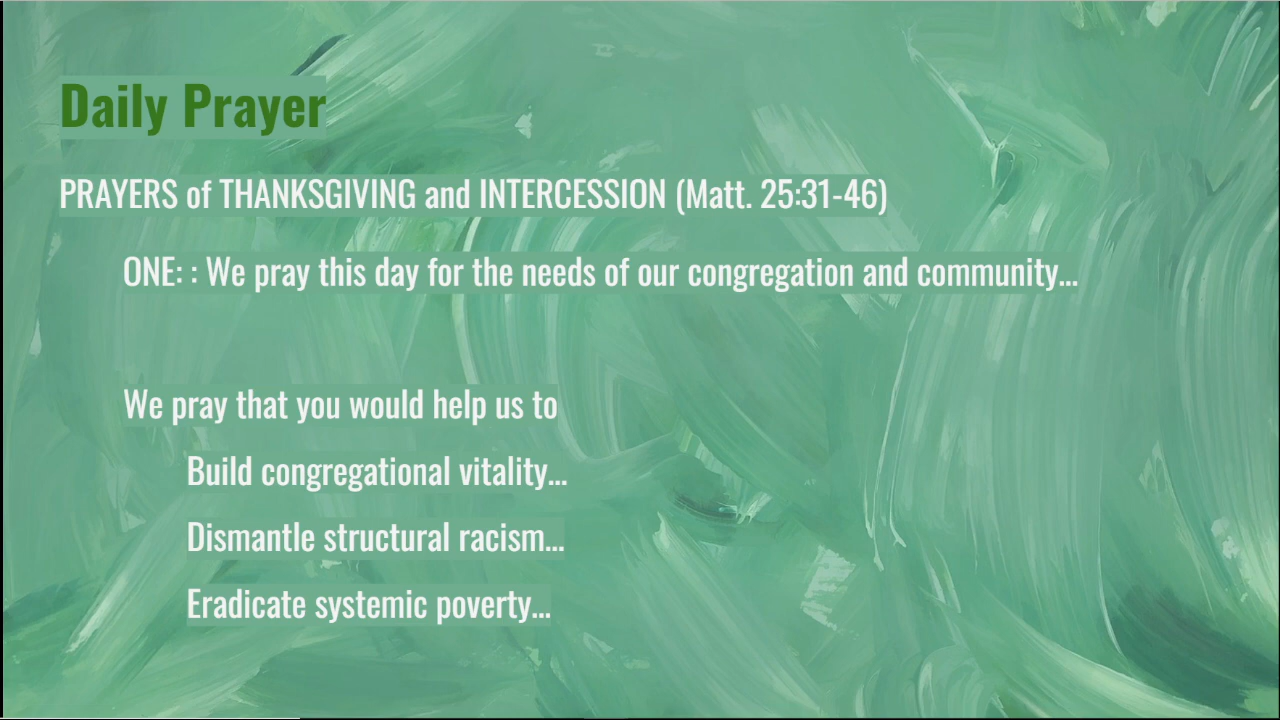 Daily Prayer
PRAYERS of THANKSGIVING and INTERCESSION (Matt. 25:31-46)
ONE: : We pray this day for the needs of our congregation and community...
We pray that you would help us to
Build congregational vitality...
Dismantle structural racism...
Eradicate systemic poverty...